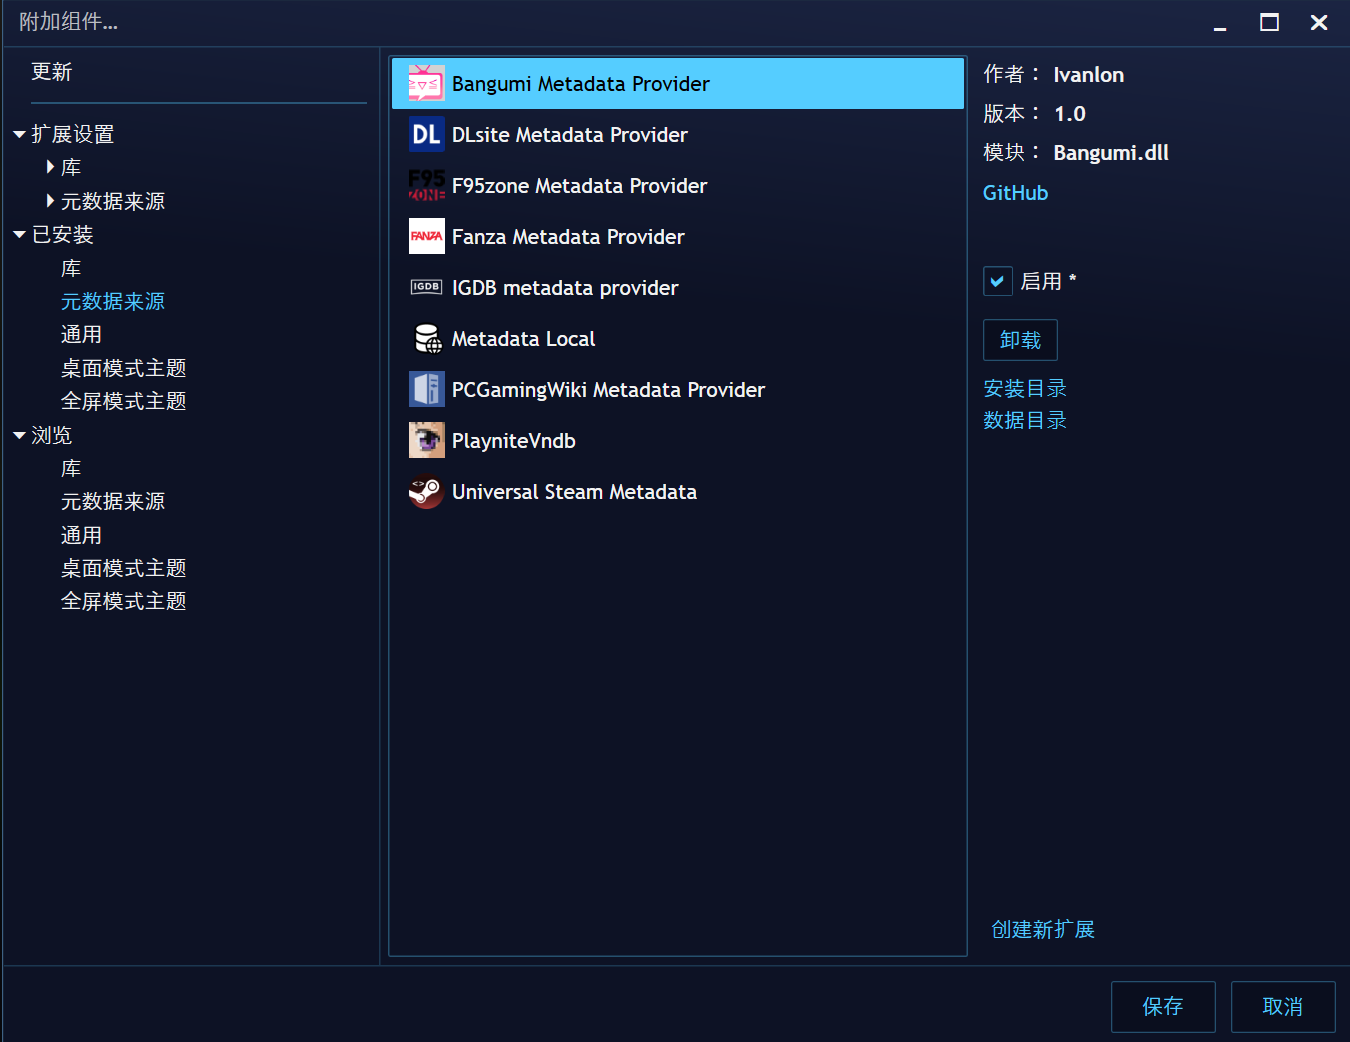 附加组件...
更新
扩展设置
库
元数据来源
已安装
库
元数据来源
通用
桌面模式主题
全屏模式主题
浏览
库
元数据来源
通用
桌面模式主题
全屏模式主题
Bangumi Metadata Provider
DL DLsite Metadata Provider
F95 ZONE F95zone Metadata Provider
FANZA Fanza Metadata Provider
IGDB IGDB metadata provider
Metadata Local
PCGamingWiki Metadata Provider
PlayniteVndb
Universal Steam Metadata
作者： Ivanlon
版本： 1.0
模块： Bangumi.dll
GitHub
启用 *
卸载
安装目录
数据目录
创建新扩展
保存
取消